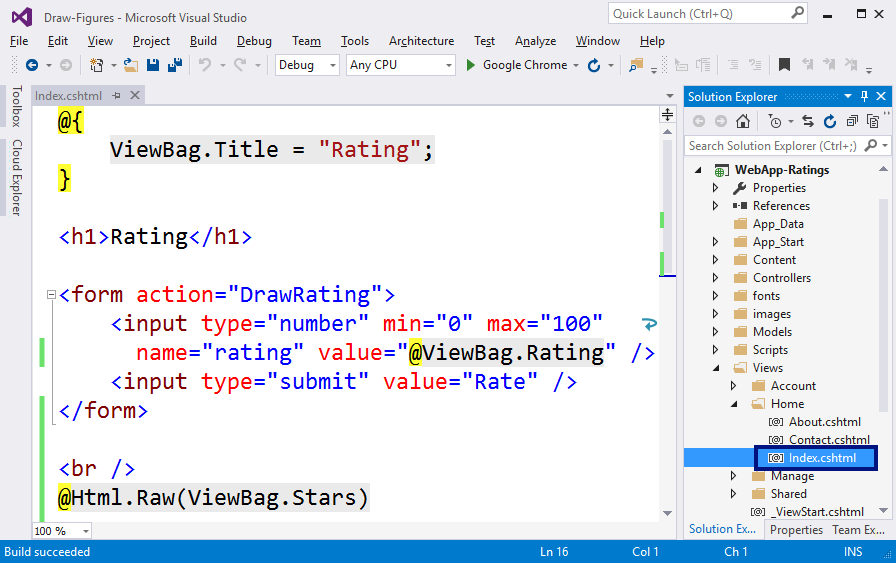 Draw-Figures - Microsoft Visual Studio
Quick Launch (Ctrl+Q)
File Edit View Project Build Debug Team Tools Architecture Test Analyze Window Help
Debug Any CPU Google Chrome
Toolbox
Cloud Explorer
Index.cshtml
@{
ViewBag.Title = "Rating";
}
<h1>Rating</h1>
<form action="DrawRating">
<input type="number" min="0" max="100"
name="rating" value="@ViewBag.Rating" />
<input type="submit" value="Rate" />
</form>
<br />
@Html.Raw(ViewBag.Stars)
100 %
Solution Explorer
Search Solution Explorer (Ctrl+;)
WebApp-Ratings
Properties
References
App_Data
App_Start
Content
Controllers
fonts
images
Models
Scripts
Views
Account
Home
About.cshtml
Contact.cshtml
Index.cshtml
Manage
Shared
_ViewStart.cshtml
Solution Ex... Properties Team Ex...
Build succeeded Ln 16 Col 1 Ch 1 INS